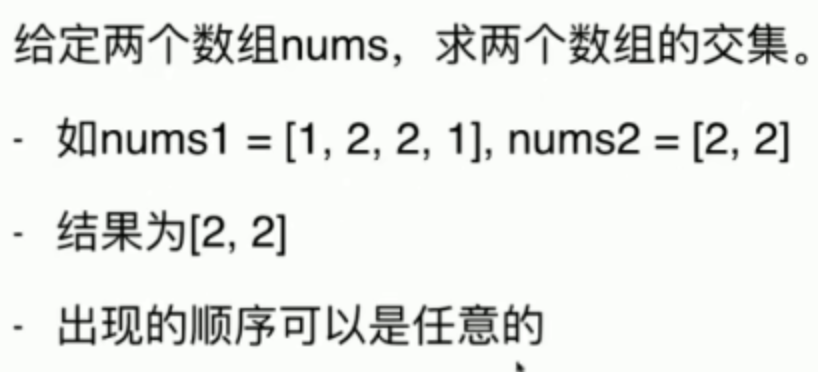 给定两个数组nums，求两个数组的交集。
- 如nums1 = [1, 2, 2, 1], nums2 = [2, 2]
- 结果为[2, 2]
- 出现的顺序可以是任意的